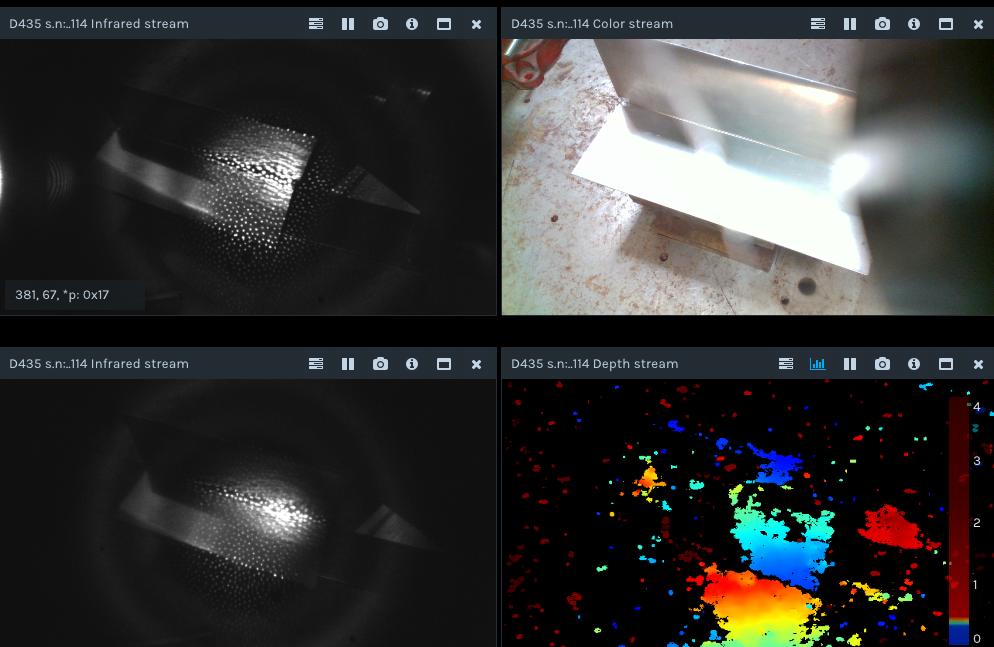 D435 s.n:..114 Infrared stream
D435 s.n:..114 Color stream
381, 67, *p: 0x17
D435 s.n:..114 Infrared stream
D435 s.n:..114 Depth stream
4
3
2
1
0